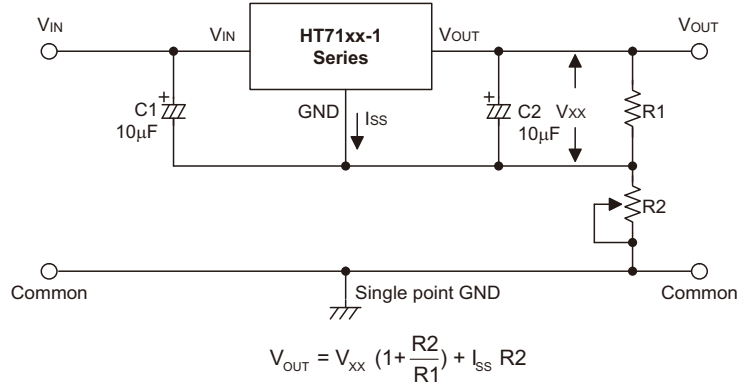 VIN VOUT
VIN HT71xx-1 VOUT
Series
C1 10μF
GND ISS
C2 10μF
VXX
R1
R2
Common Single point GND Common
VOUT = VXX (1+ R2/R1) + ISS R2